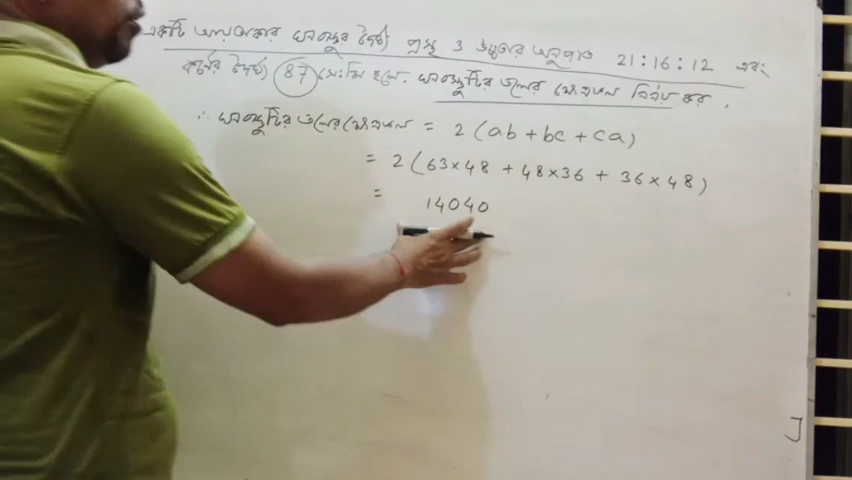 একটি আয়তাকার ঘনবস্তুর দৈর্ঘ্য প্রস্থ ও উচ্চতার অনুপাত 21:16:12 এবং
কর্ণের দৈর্ঘ্য 87 সেঃমি হলে, ঘনবস্তুটির তলের ক্ষেত্রফল নির্ণয় কর.
∴ ঘনবস্তুটির তলের ক্ষেত্রফল = 2(ab+bc+ca)
= 2(63×48 + 48×36 + 36×48)
= 14040